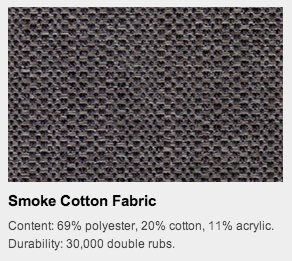 Smoke Cotton Fabric
Content: 69% polyester, 20% cotton, 11% acrylic.
Durability: 30,000 double rubs.